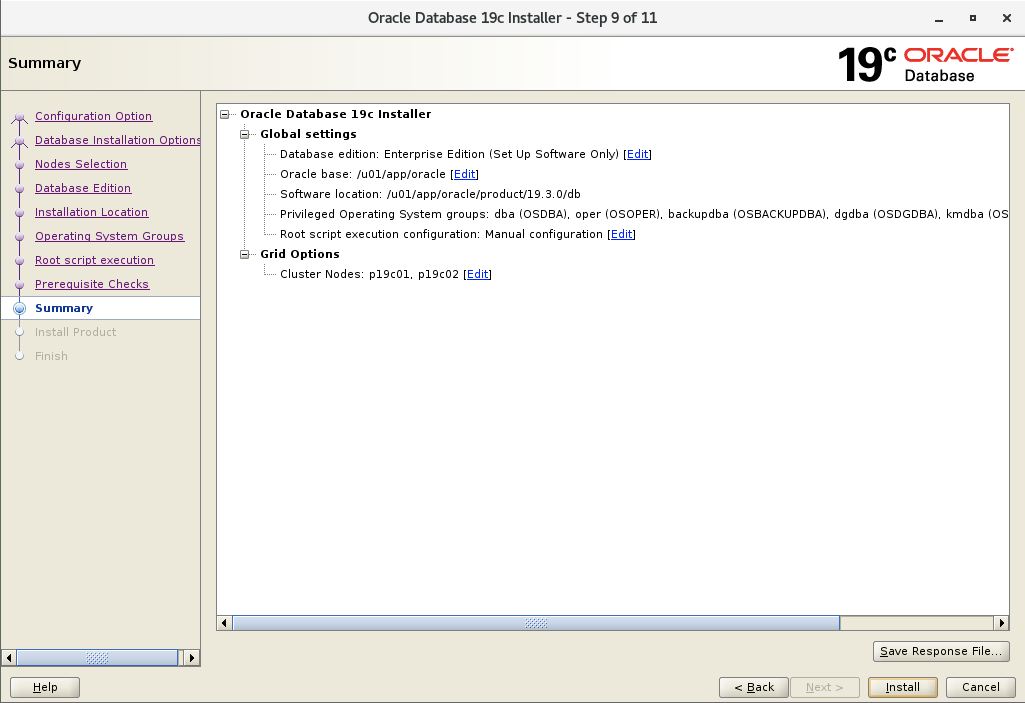 Oracle Database 19c Installer - Step 9 of 11
Summary
19c ORACLE
Database
Configuration Option
Database Installation Options
Nodes Selection
Database Edition
Installation Location
Operating System Groups
Root script execution
Prerequisite Checks
Summary
Install Product
Finish
Oracle Database 19c Installer
Global settings
Database edition: Enterprise Edition (Set Up Software Only) [Edit]
Oracle base: /u01/app/oracle [Edit]
Software location: /u01/app/oracle/product/19.3.0/db
Privileged Operating System groups: dba (OSDBA), oper (OSOPER), backupdba (OSBACKUPDBA), dgdba (OSDGDBA), kmdba (OS
Root script execution configuration: Manual configuration [Edit]
Grid Options
Cluster Nodes: p19c01, p19c02 [Edit]
Save Response File...
Help
< Back
Next >
Install
Cancel